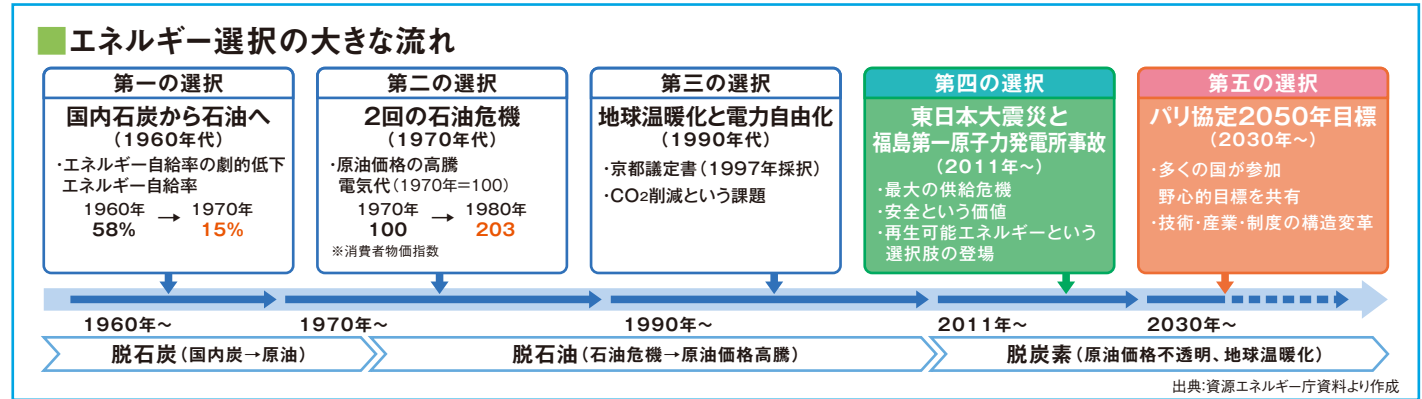 エネルギー選択の大きな流れ
第一の選択
国内石炭から石油へ
(1960年代)
・エネルギー自給率の劇的低下
エネルギー自給率
1960年 → 1970年
58% 15%
第二の選択
2回の石油危機
(1970年代)
・原油価格の高騰
電気代(1970年=100)
1970年 → 1980年
100 203
※消費者物価指数
第三の選択
地球温暖化と電力自由化
(1990年代)
・京都議定書(1997年採択)
・CO2削減という課題
第四の選択
東日本大震災と
福島第一原子力発電所事故
(2011年～)
・最大の供給危機
・安全という価値
・再生可能エネルギーという
選択肢の登場
第五の選択
パリ協定2050年目標
(2030年～)
・多くの国が参加
野心的目標を共有
・技術・産業・制度の構造変革
1960年～ 1970年～ 1990年～ 2011年～ 2030年～
脱石炭(国内炭→原油) 脱石油(石油危機→原油価格高騰) 脱炭素(原油価格不透明、地球温暖化)
出典:資源エネルギー庁資料より作成